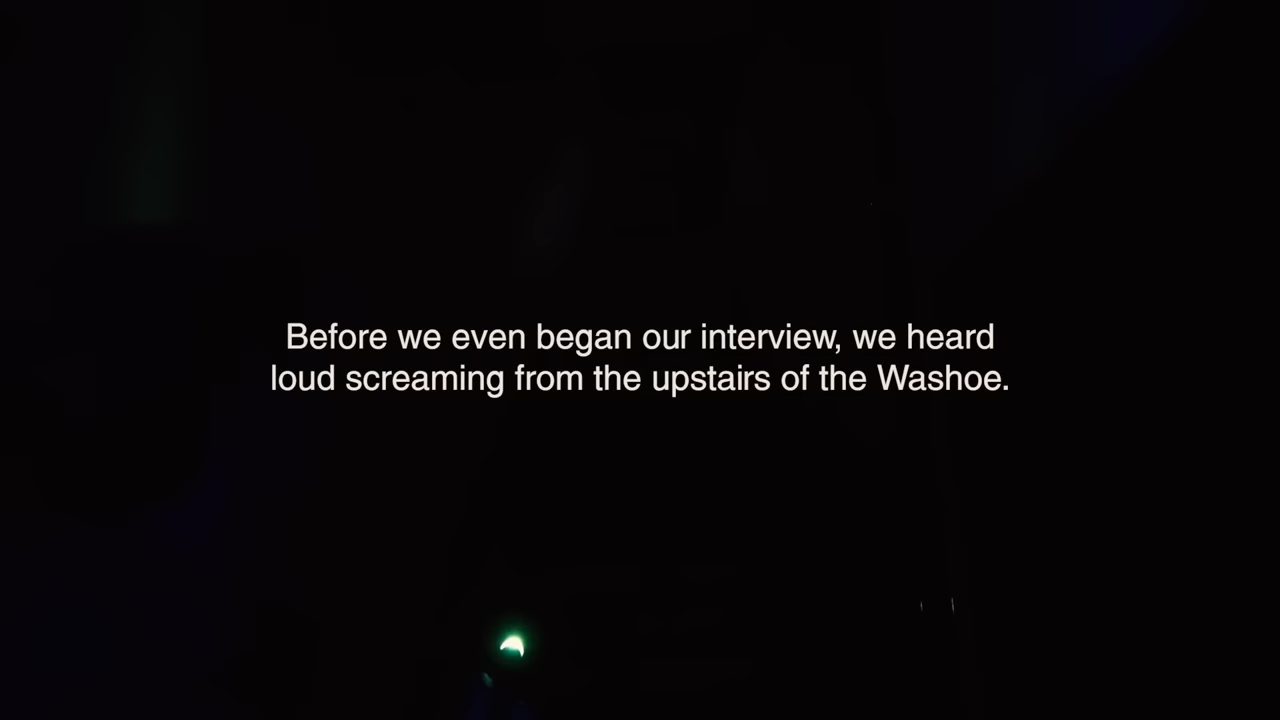 Before we even began our interview, we heard
loud screaming from the upstairs of the Washoe.